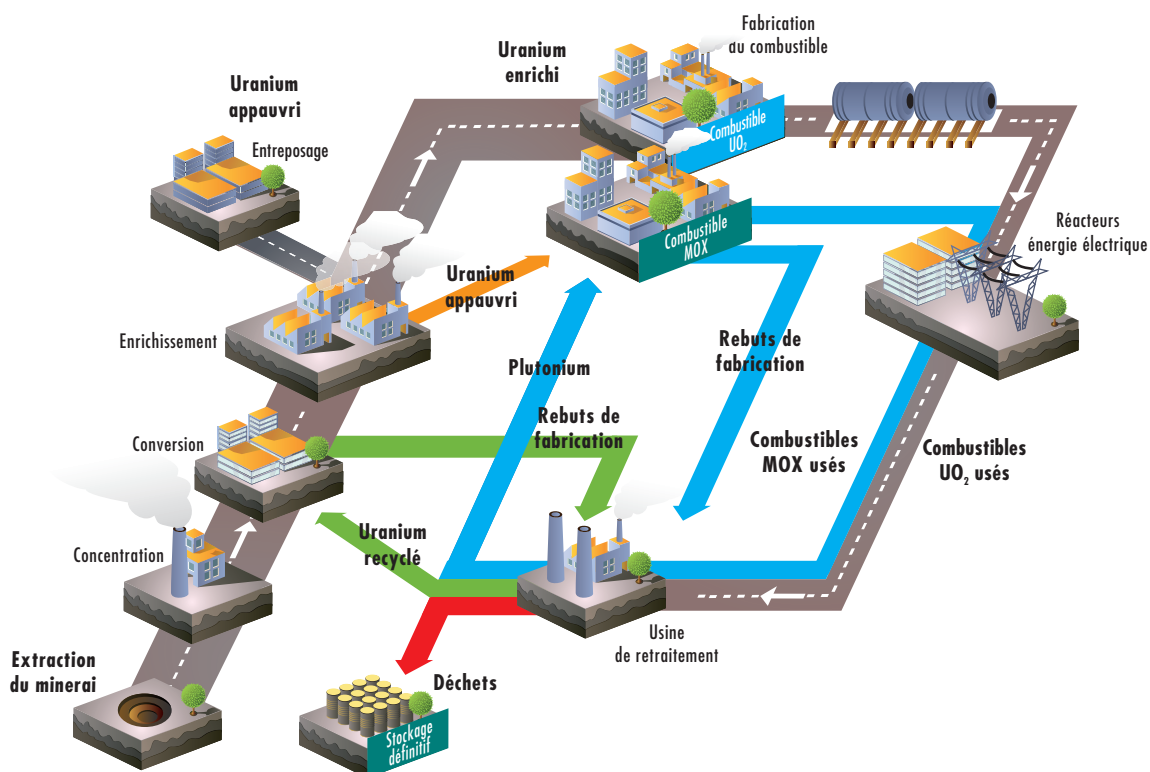 Fabrication
du combustible
Uranium
enrichi
Uranium
appauvri
Entreposage
Combustible
UO₂
Combustible
MOX
Réacteurs
énergie électrique
Uranium
appauvri
Enrichissement
Plutonium
Rebuts de
fabrication
Rebuts de
fabrication
Conversion
Combustibles
MOX usés
Combustibles
UO₂ usés
Concentration
Uranium
recyclé
Usine
de retraitement
Extraction
du minerai
Déchets
Stockage
définitif